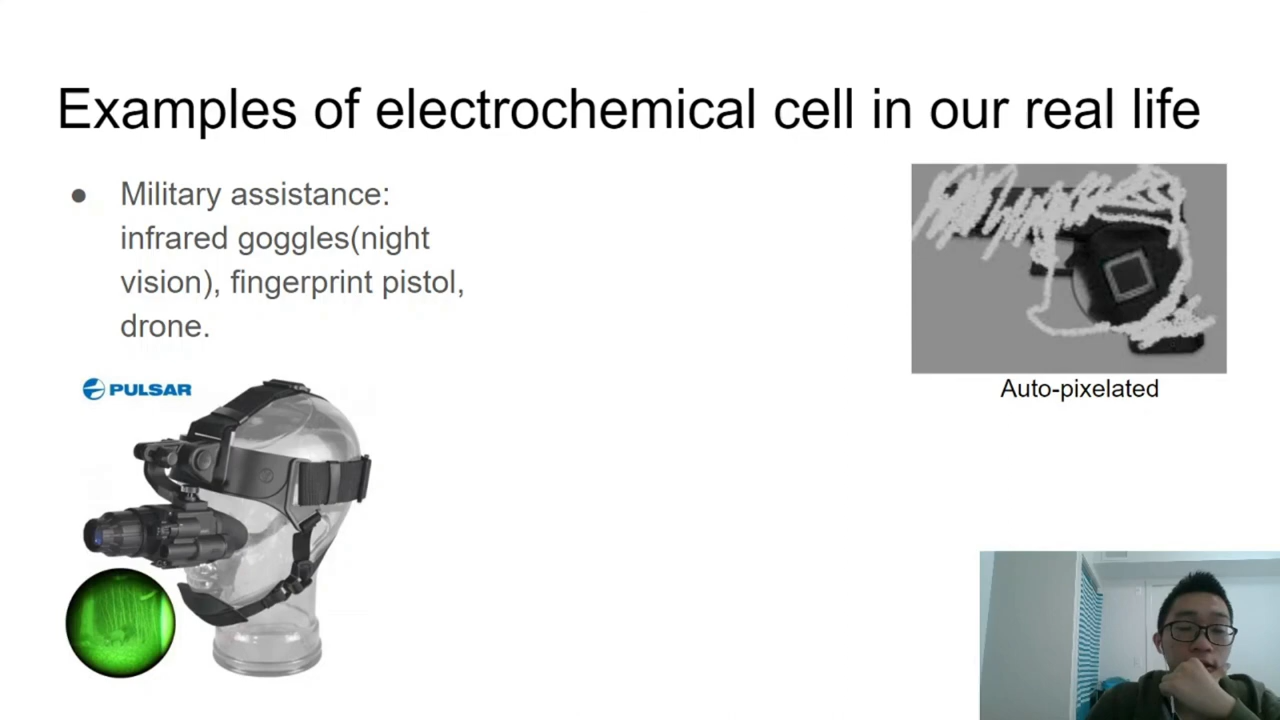 Examples of electrochemical cell in our real life
● Military assistance:
infrared goggles(night
vision), fingerprint pistol,
drone.
PULSAR
Auto-pixelated